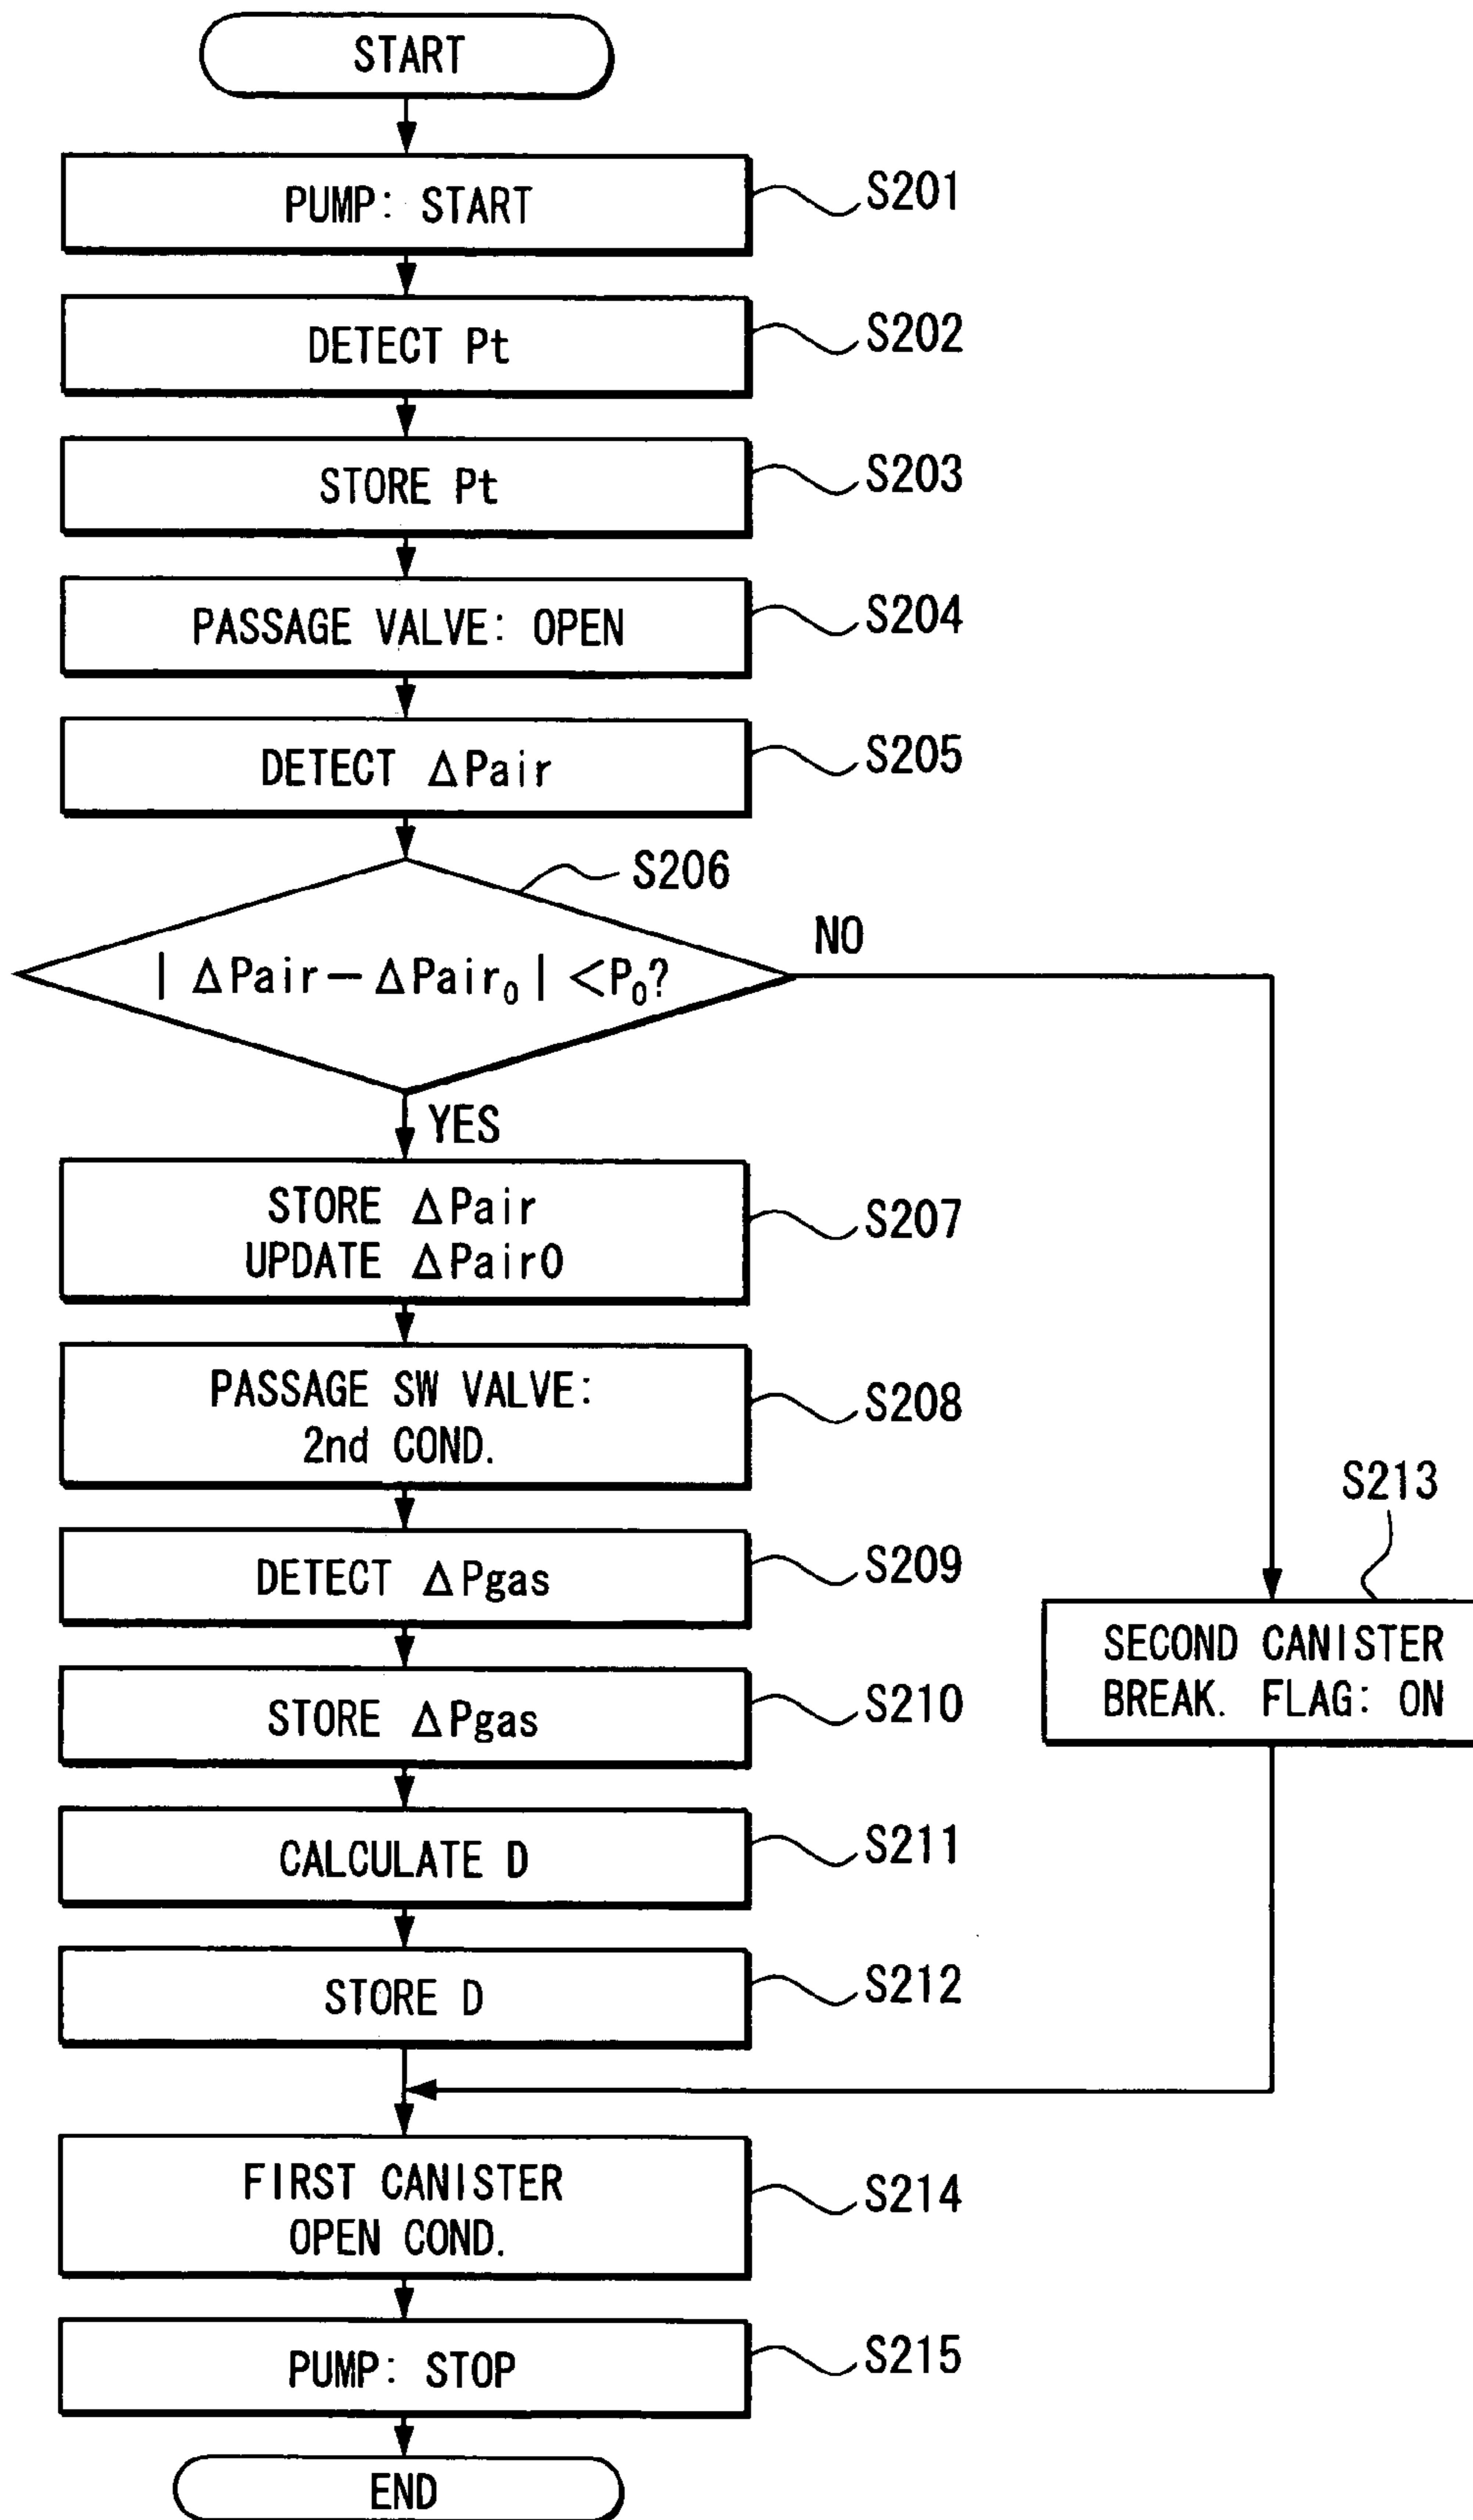 START
PUMP: START
S201
DETECT Pt
S202
STORE Pt
S203
PASSAGE VALVE: OPEN
S204
DETECT ΔPair
S205
S206
| ΔPair－ΔPair₀ | <P₀?
NO
YES
STORE ΔPair
UPDATE ΔPair0
S207
PASSAGE SW VALVE:
2nd COND.
S208
DETECT ΔPgas
S209
STORE ΔPgas
S210
CALCULATE D
S211
STORE D
S212
S213
SECOND CANISTER
BREAK. FLAG: ON
FIRST CANISTER
OPEN COND.
S214
PUMP: STOP
S215
END